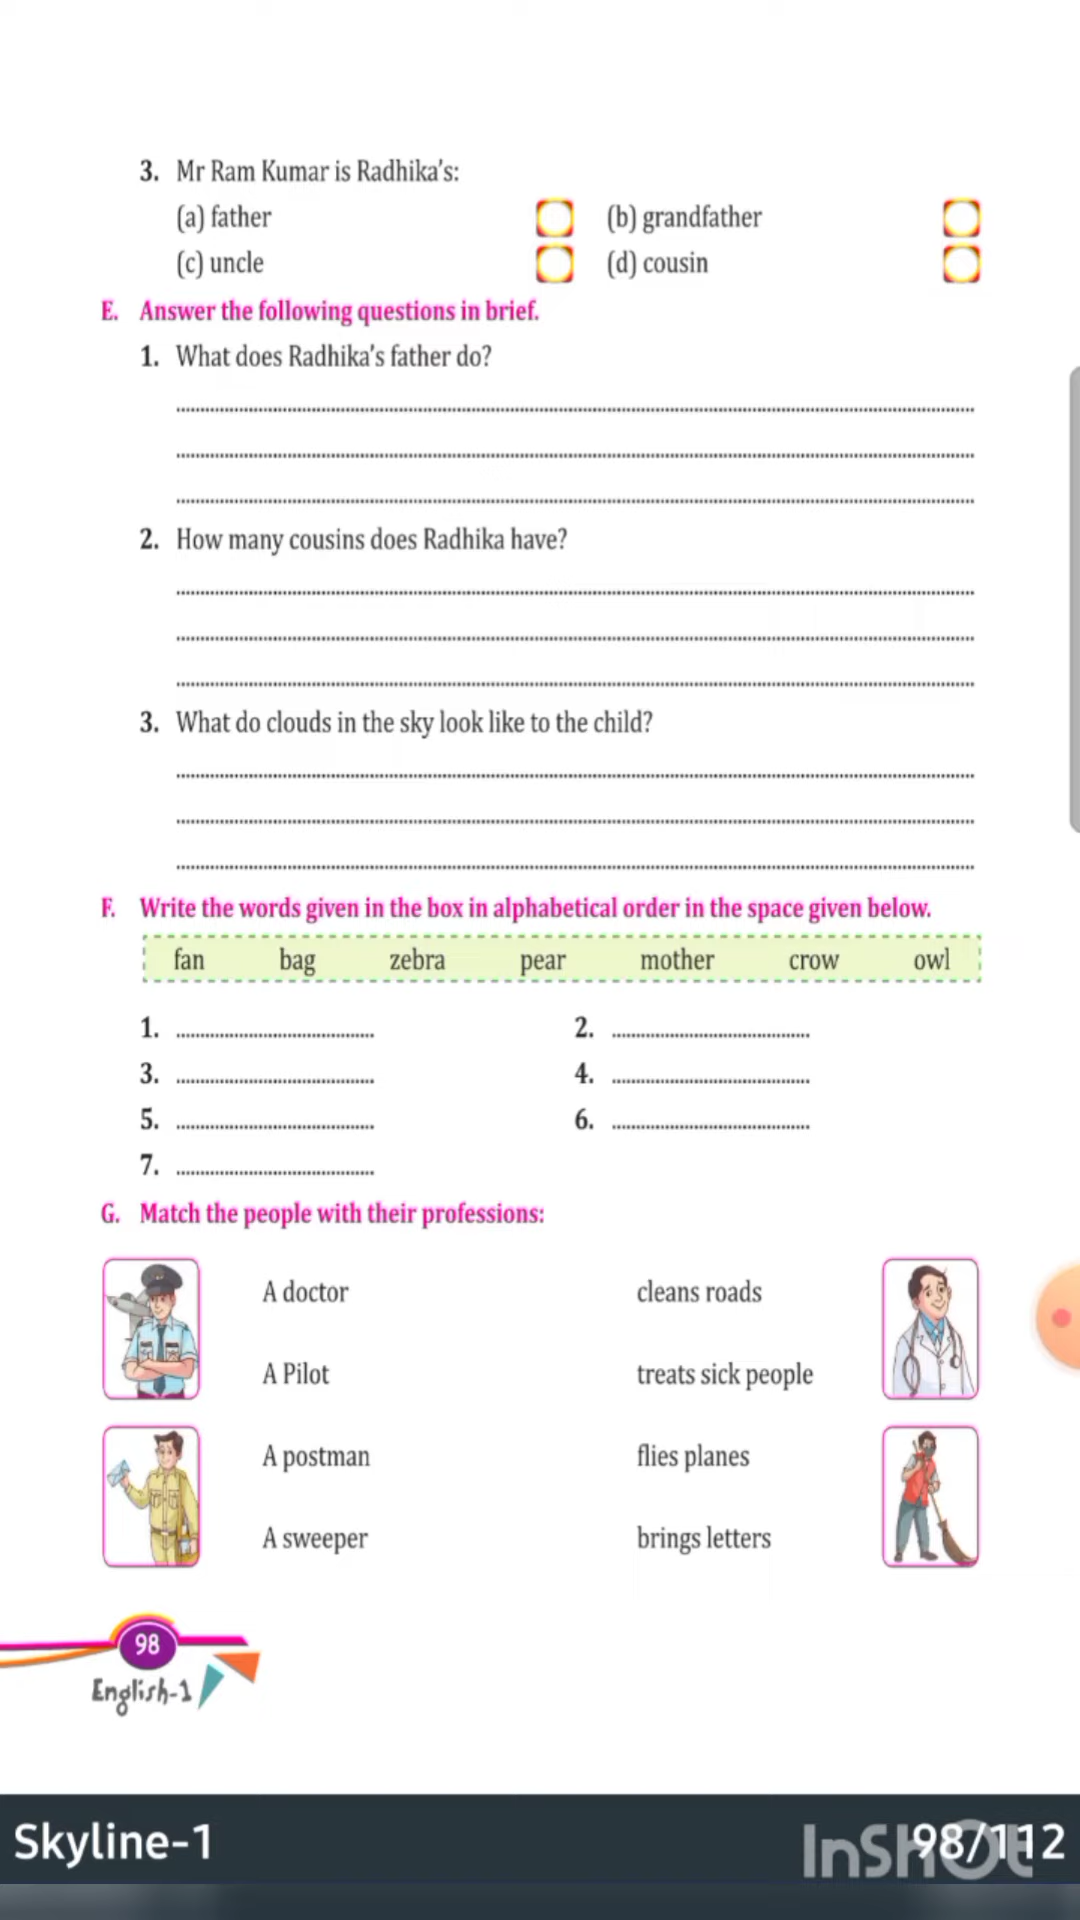 3. Mr Ram Kumar is Radhika's:
(a) father (b) grandfather
(c) uncle (d) cousin
E. Answer the following questions in brief.
1. What does Radhika's father do?
2. How many cousins does Radhika have?
3. What do clouds in the sky look like to the child?
F. Write the words given in the box in alphabetical order in the space given below.
fan bag zebra pear mother crow owl
1. 2.
3. 4.
5. 6.
7.
G. Match the people with their professions:
A doctor cleans roads
A Pilot treats sick people
A postman flies planes
A sweeper brings letters
98
English-1
Skyline-1 98/112
InShOt